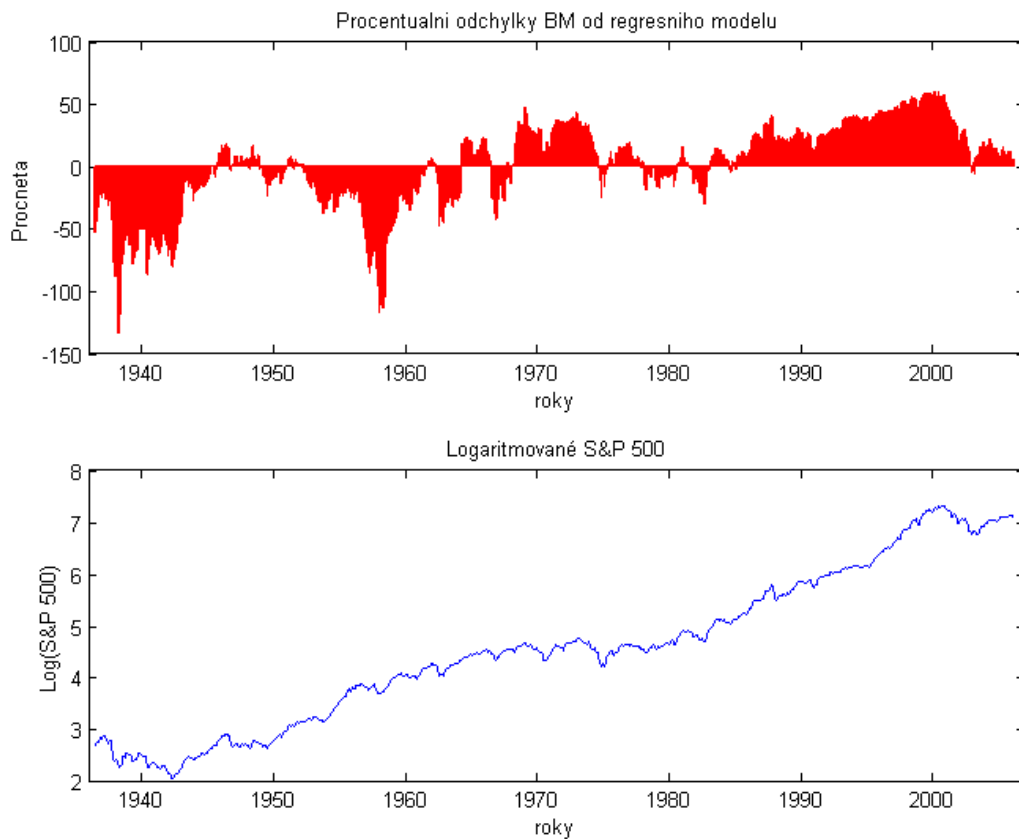 Procentualni odchylky BM od regresniho modelu
Procneta
100
50
0
-50
-100
-150
1940 1950 1960 1970 1980 1990 2000
roky
Logaritmované S&P 500
Log(S&P 500)
8
7
6
5
4
3
2
1940 1950 1960 1970 1980 1990 2000
roky